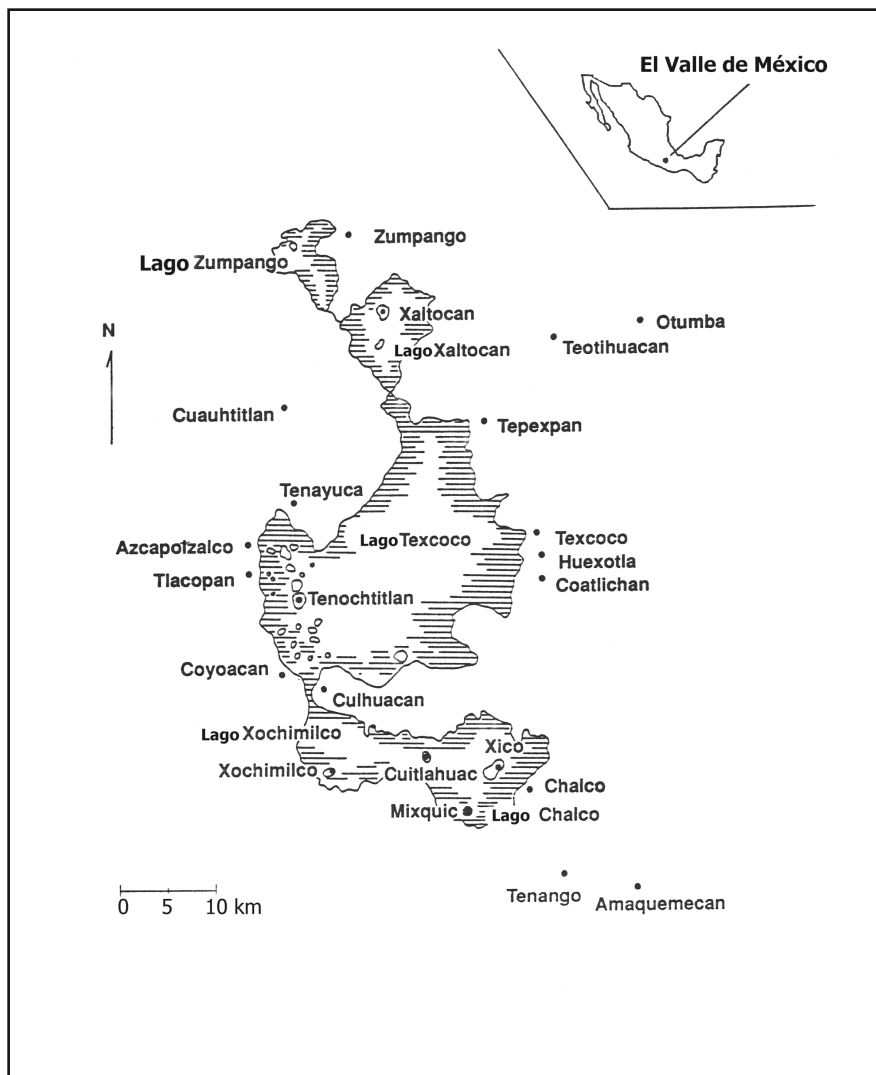 El Valle de México
Zumpango
Lago Zumpango
Xaltocan
Otumba
N
Lago Xaltocan
Teotihuacan
Cuauhtitlan
Tepexpan
Tenayuca
Azcapotzalco
Lago Texcoco
Texcoco
Huexotla
Tlacopan
Coatlichan
Tenochtitlan
Coyoacan
Culhuacan
Lago Xochimilco
Xico
Xochimilco
Cuitlahuac
Chalco
Mixquic
Lago Chalco
0 5 10 km
Tenango
Amaquemecan